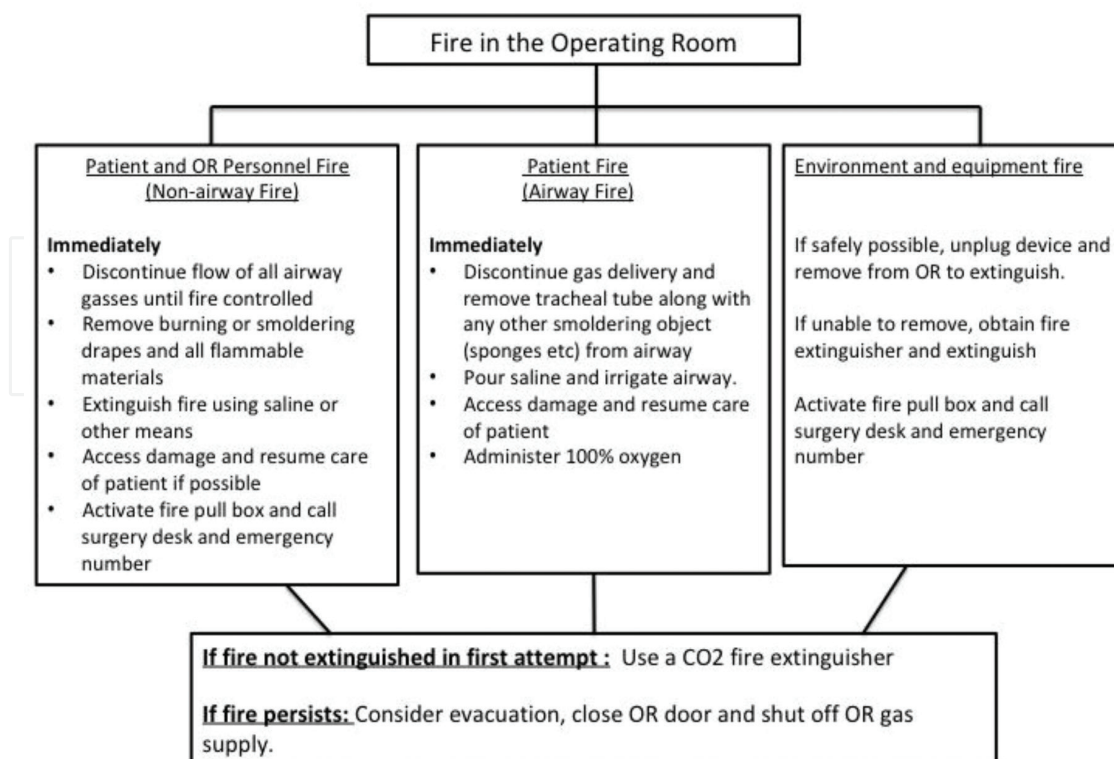 Fire in the Operating Room
Patient and OR Personnel Fire
(Non-airway Fire)
Immediately
• Discontinue flow of all airway
gasses until fire controlled
• Remove burning or smoldering
drapes and all flammable
materials
• Extinguish fire using saline or
other means
• Access damage and resume care
of patient if possible
• Activate fire pull box and call
surgery desk and emergency
number
Patient Fire
(Airway Fire)
Immediately
• Discontinue gas delivery and
remove tracheal tube along with
any other smoldering object
(sponges etc) from airway
• Pour saline and irrigate airway.
• Access damage and resume care
of patient
• Administer 100% oxygen
Environment and equipment fire
If safely possible, unplug device and
remove from OR to extinguish.
If unable to remove, obtain fire
extinguisher and extinguish
Activate fire pull box and call
surgery desk and emergency
number
If fire not extinguished in first attempt : Use a CO2 fire extinguisher
If fire persists: Consider evacuation, close OR door and shut off OR gas
supply.